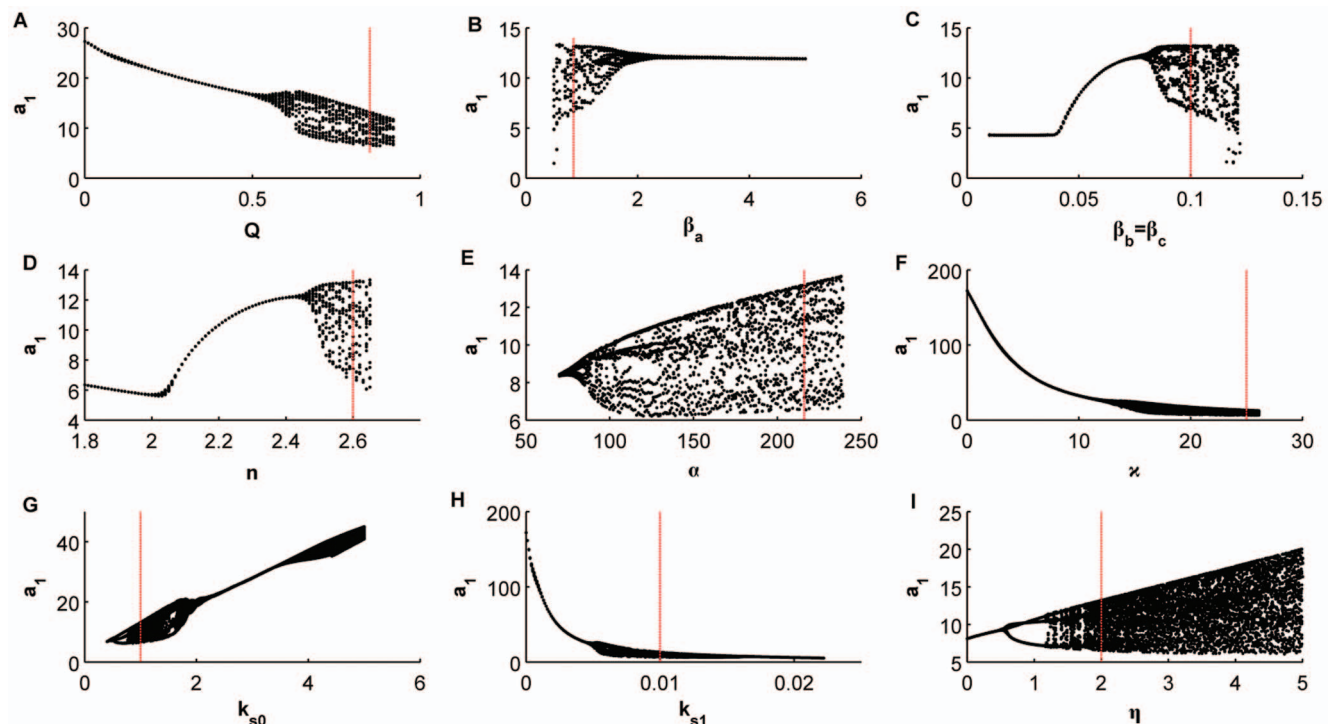 A
30
20
10
0
a1
0
0.5
1
Q
B
15
10
5
0
a1
0
2
4
6
βa
C
15
10
5
0
a1
0
0.05
0.1
0.15
βb=βc
D
14
12
10
8
6
4
a1
1.8
2
2.2
2.4
2.6
n
E
14
12
10
8
6
a1
50
100
150
200
250
α
F
200
100
0
a1
0
10
20
30
ϰ
G
40
20
0
a1
0
2
4
6
ks0
H
200
100
0
a1
0
0.01
0.02
ks1
I
25
20
15
10
5
a1
0
1
2
3
4
5
η